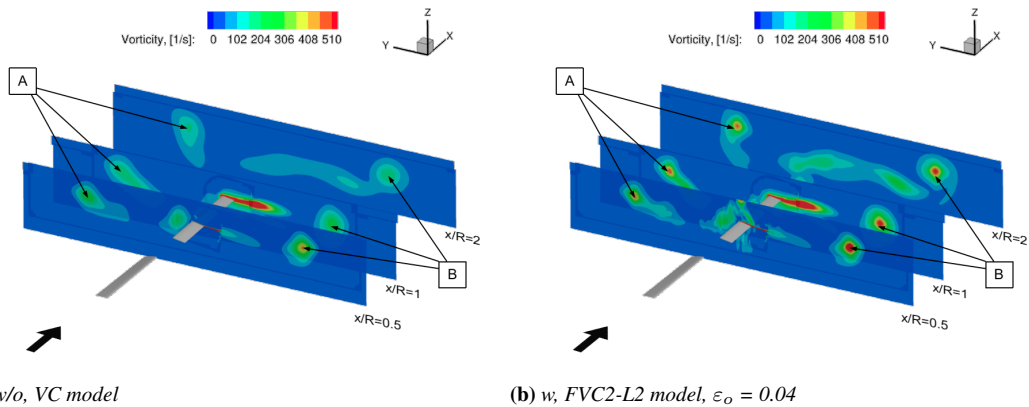 Vorticity, [1/s]: 0 102 204 306 408 510
Z
Y
X
A
x/R=2
B
x/R=1
x/R=0.5
w/o, VC model
Vorticity, [1/s]: 0 102 204 306 408 510
Z
Y
X
A
x/R=2
B
x/R=1
x/R=0.5
(b) w, FVC2-L2 model, εo = 0.04